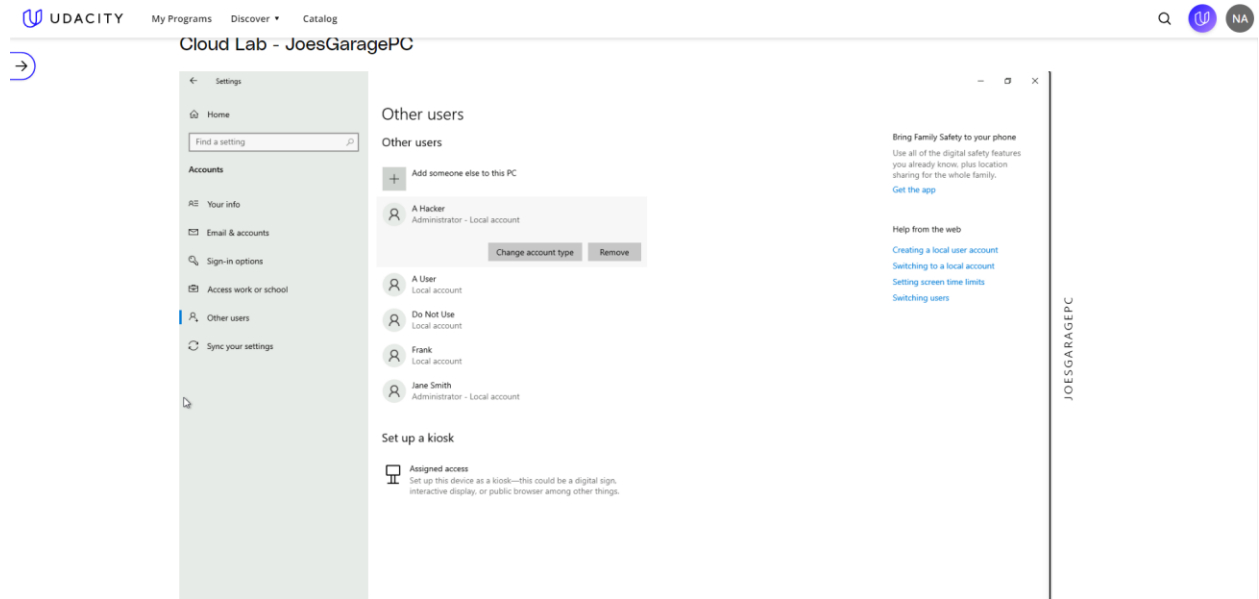 UDACITY My Programs Discover Catalog NA
Cloud Lab - JoesGaragePC
Settings
Home
Find a setting
Accounts
Your info
Email & accounts
Sign-in options
Access work or school
Other users
Sync your settings
Other users
Other users
Add someone else to this PC
A Hacker
Administrator - Local account
Change account type Remove
A User
Local account
Do Not Use
Local account
Frank
Local account
Jane Smith
Administrator - Local account
Set up a kiosk
Assigned access
Set up this device as a kiosk—this could be a digital sign,
interactive display, or public browser among other things.
Bring Family Safety to your phone
Use all of the digital safety features
you already know, plus location
sharing for the whole family.
Get the app
Help from the web
Creating a local user account
Switching to a local account
Setting screen time limits
Switching users
JOESGARAGEPC